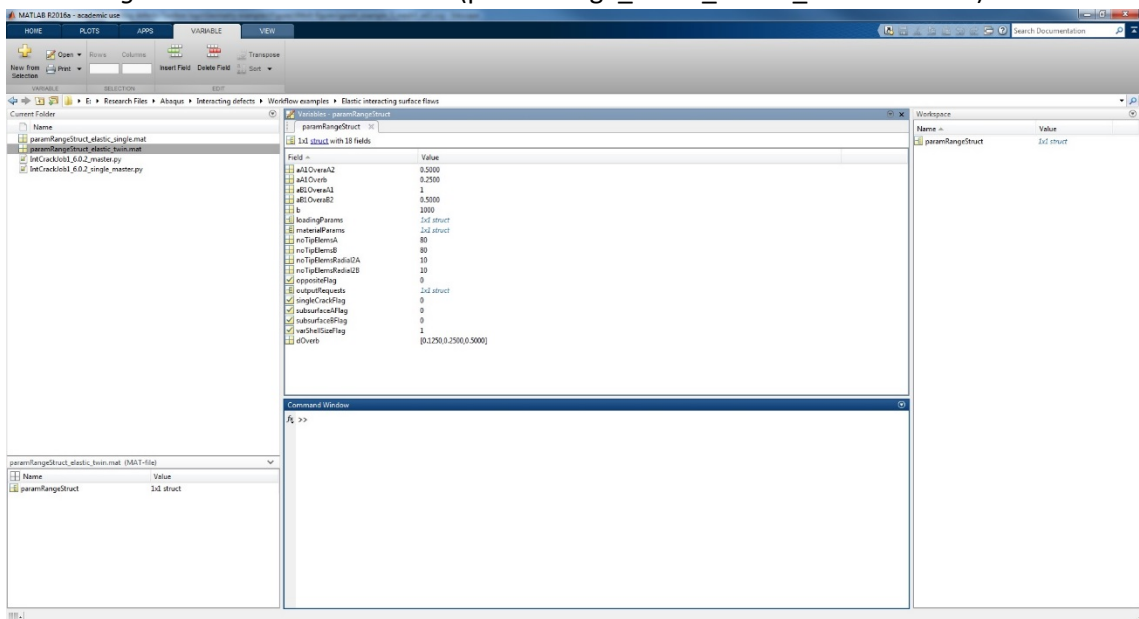 MATLAB R2016a - academic use
HOME PLOTS APPS VARIABLE VIEW
Search Documentation
New from Selection
Open
Print
Rows Columns
Insert Field Delete Field
Transpose
Sort
VARIABLE SELECTION EDIT
E: Research Files Abaqus Interacting defects Workflow examples Elastic interacting surface flaws
Current Folder
Name
paramRangeStruct_elastic_single.mat
paramRangeStruct_elastic_twin.mat
IntCrackJob1_6.0.2_master.py
IntCrackJob1_6.0.2_single_master.py
paramRangeStruct_elastic_twin.mat (MAT-file)
Name Value
paramRangeStruct 1x1 struct
Variables - paramRangeStruct
paramRangeStruct
1x1 struct with 18 fields
Field Value
aA1OveraA2 0.5000
aA1Overb 0.2500
aB1OveraA1 1
aB1OveraB2 0.5000
b 1000
loadingParams 1x1 struct
materialParams 1x1 struct
noTipElemsA 80
noTipElemsB 80
noTipElemsRadial2A 10
noTipElemsRadial2B 10
oppositeFlag 0
outputRequests 1x1 struct
singleCrackFlag 0
subsurfaceAFlag 0
subsurfaceBFlag 0
varShellSizeFlag 1
dOverb [0.1250,0.2500,0.5000]
Command Window
fx >>
Workspace
Name Value
paramRangeStruct 1x1 struct